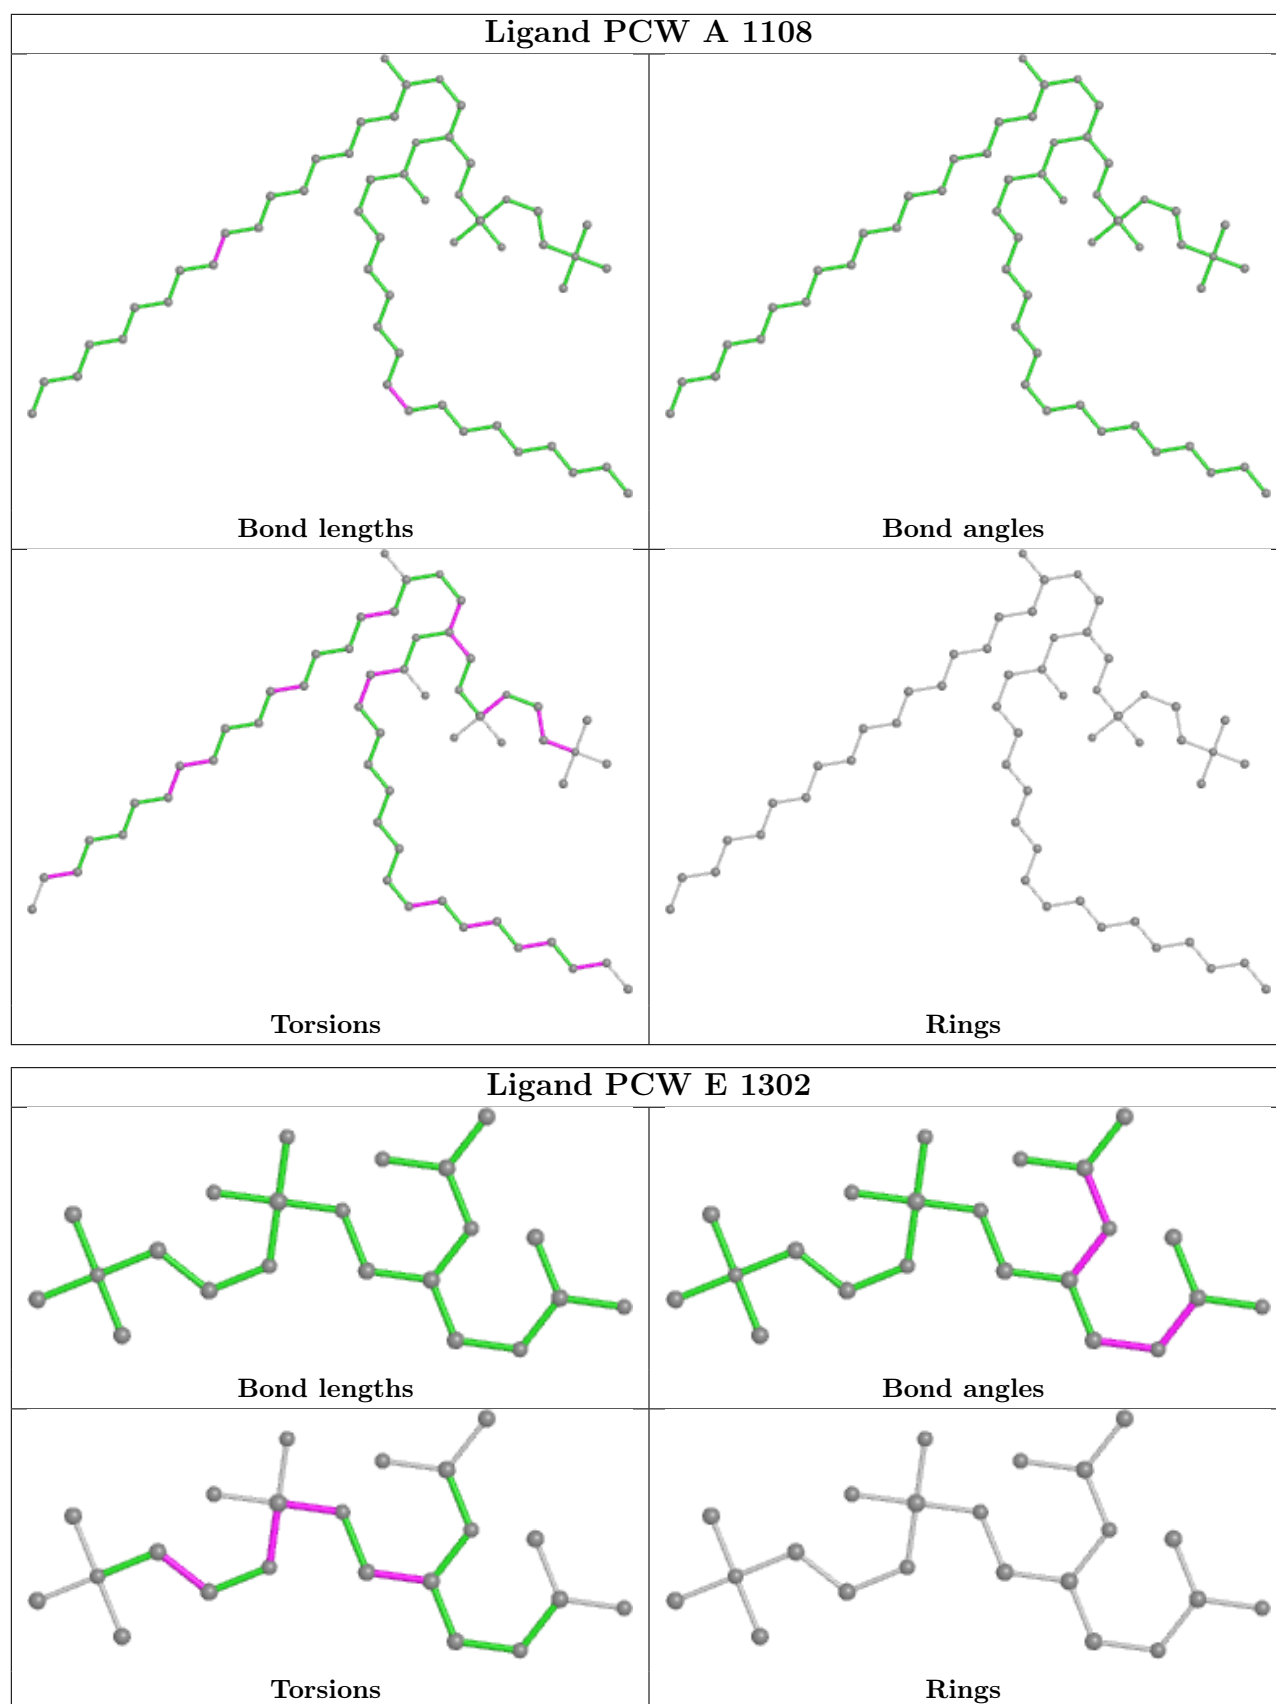 Ligand PCW A 1108
Bond lengths
Bond angles
Torsions
Rings
Ligand PCW E 1302
Bond lengths
Bond angles
Torsions
Rings